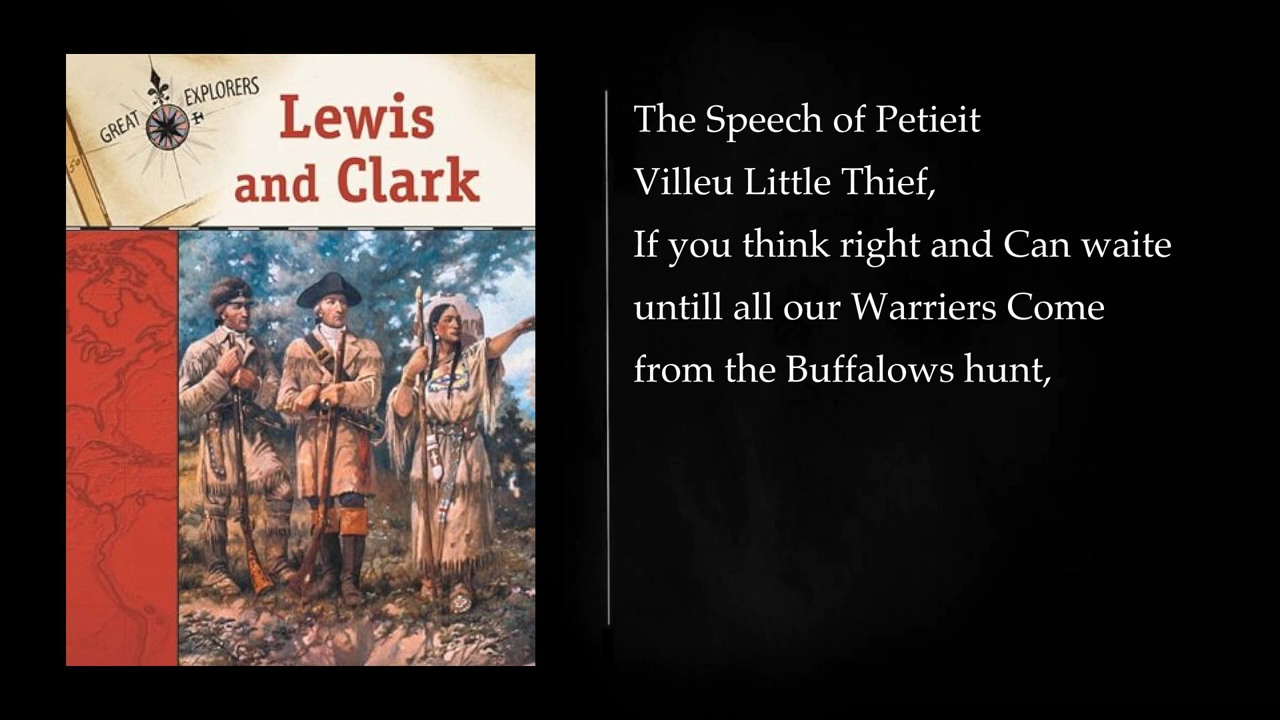 GREAT EXPLORERS
Lewis
and Clark
50
The Speech of Petieit
Villeu Little Thief,
If you think right and Can waite
untill all our Warriers Come
from the Buffalows hunt,